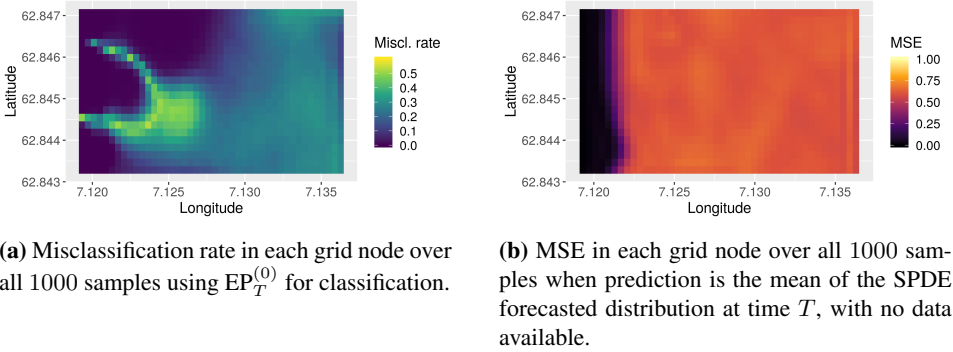 62.847
62.846
62.845
62.844
62.843
Latitude
7.120
7.125
7.130
7.135
Longitude
Miscl. rate
0.5
0.4
0.3
0.2
0.1
0.0
62.847
62.846
62.845
62.844
62.843
Latitude
7.120
7.125
7.130
7.135
Longitude
MSE
1.00
0.75
0.50
0.25
0.00
(a) Misclassification rate in each grid node over
all 1000 samples using EP_T^{(0)} for classification.
(b) MSE in each grid node over all 1000 sam-
ples when prediction is the mean of the SPDE
forecasted distribution at time T, with no data
available.